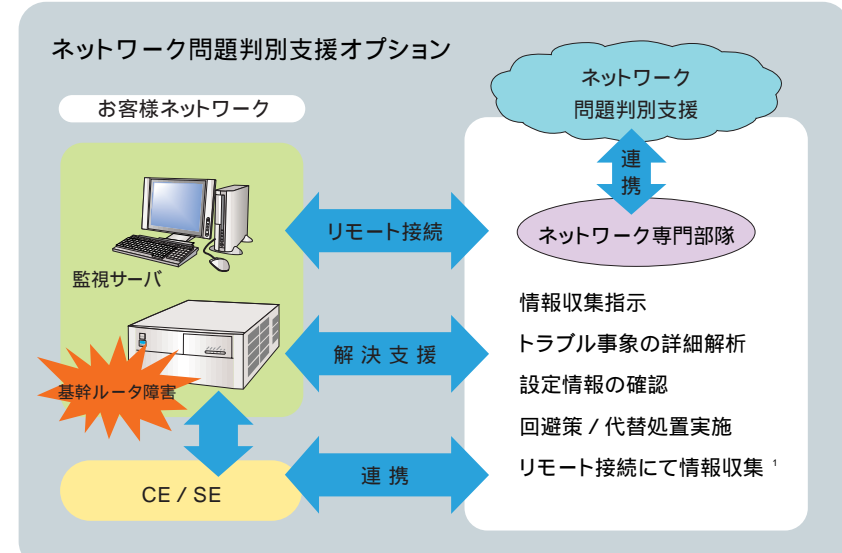 ネットワーク問題判別支援オプション
お客様ネットワーク
監視サーバ
基幹ルータ障害
CE / SE
リモート接続
解決支援
連携
ネットワーク
問題判別支援
連
携
ネットワーク専門部隊
情報収集指示
トラブル事象の詳細解析
設定情報の確認
回避策 / 代替処置実施
リモート接続にて情報収集 1